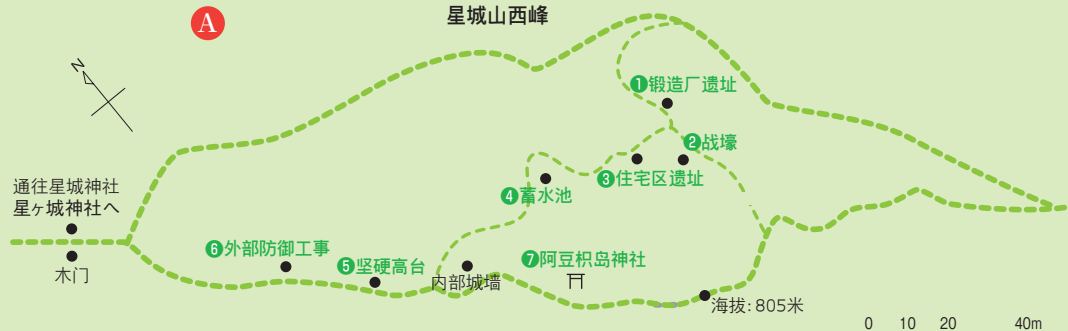 A
星城山西峰
N
❶锻造厂遗址
❷战壕
❸住宅区遗址
❹蓄水池
通往星城神社
星ヶ城神社へ
木门
❻外部防御工事
❺坚硬高台
内部城墙
❼阿豆枳岛神社
海拔：805米
0 10 20 40m